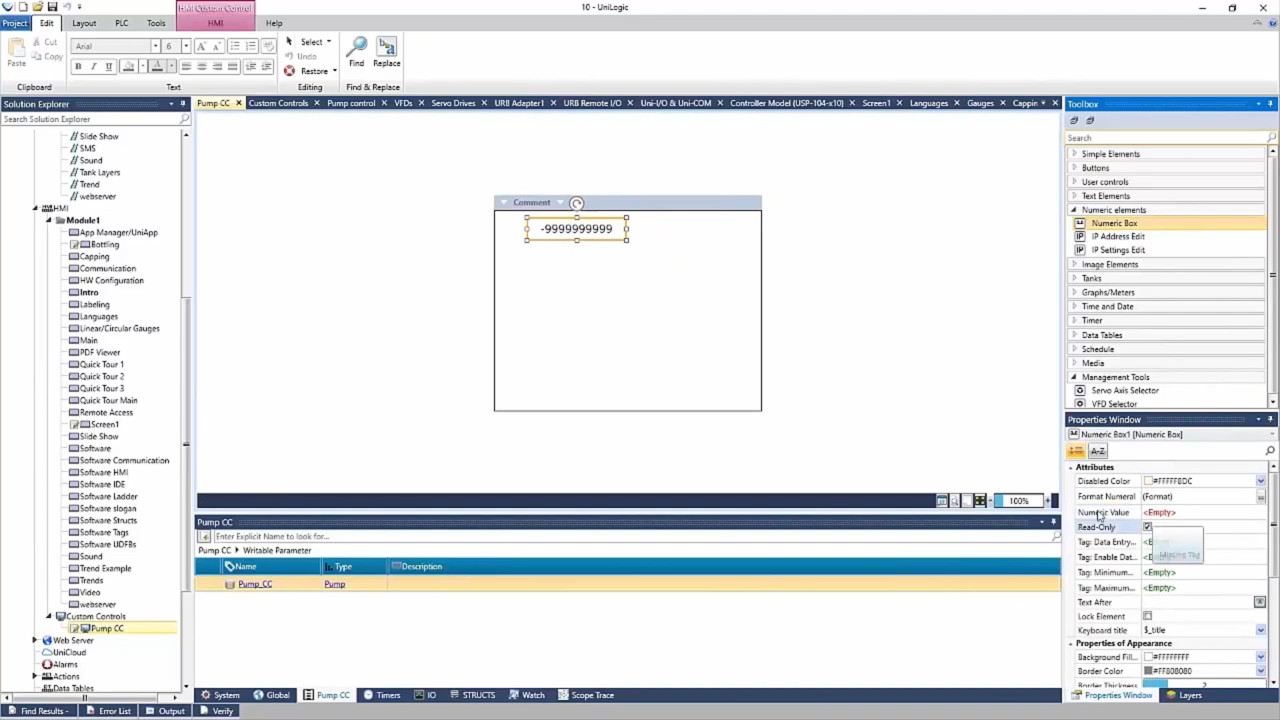 HMI Custom Control
10 - UniLogic
Project
Edit
Layout
PLC
Tools
HMI
Help
Paste
Cut
Copy
Clipboard
Arial
6
B
I
U
A
Text
Select
Undo
Restore
Editing
Find
Replace
Find & Replace
Solution Explorer
Search Solution Explorer
Slide Show
SMS
Sound
Tank Layers
Trend
webserver
HMI
Module1
App Manager/UniApp
Bottling
Capping
Communication
HW Configuration
Intro
Labeling
Languages
Linear/Circular Gauges
Main
PDF Viewer
Quick Tour 1
Quick Tour 2
Quick Tour 3
Quick Tour Main
Remote Access
Screen1
Slide Show
Software
Software Communication
Software HMI
Software IDE
Software Ladder
Software slogan
Software Structs
Software Tags
Software UDFBs
Sound
Trend Example
Trends
Video
webserver
Custom Controls
Pump CC
Web Server
UniCloud
Alarms
Actions
Data Tables
Pump CC
Custom Controls
Pump control
VFDs
Servo Drives
URB Adapter1
URB Remote I/O
Uni-I/O & Uni-COM
Controller Model (USP-104-x10)
Screen1
Languages
Gauges
Cappin
Comment
-9999999999
100%
Pump CC
Enter Explicit Name to Look for
Pump CC
Writable Parameter
Name
Type
Description
Pump_CC
Pump
System
Global
Pump CC
Timers
IO
STRUCTS
Watch
Scope Trace
Toolbox
Search
Simple Elements
Buttons
User controls
Text Elements
Numeric elements
Numeric Box
IP Address Edit
IP Settings Edit
Image Elements
Tanks
Graphs/Meters
Time and Date
Timer
Data Tables
Schedule
Media
Management Tools
Servo Axis Selector
VFD Selector
Properties Window
Numeric Box1 [Numeric Box]
A-Z
Attributes
Disabled Color
#FFFFF8DC
Format Numeral
(Format)
Numeric Value
<Empty>
Read-Only
Tag: Data Entry...
Missing Tag
Tag: Enable Dat...
Tag: Minimum...
<Empty>
Tag: Maximum...
<Empty>
Text After
Lock Element
Keyboard title
$_title
Properties of Appearance
Background Fill...
#FFFFFFFF
Border Color
#FF808080
Border Thickness
2
Properties Window
Layers
Find Results -
Error List
Output
Verify